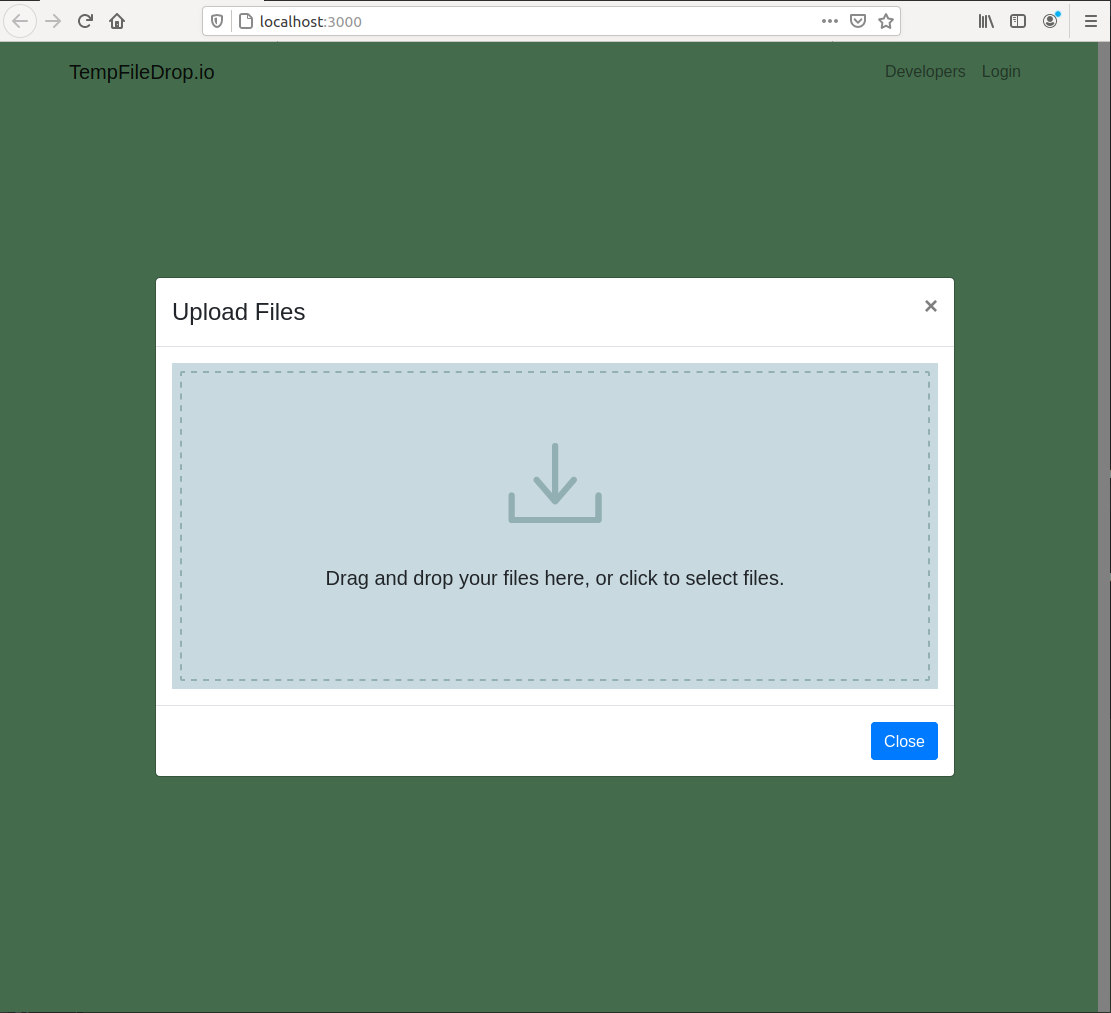 localhost:3000
TempFileDrop.io
Developers Login
Upload Files
×
Drag and drop your files here, or click to select files.
Close